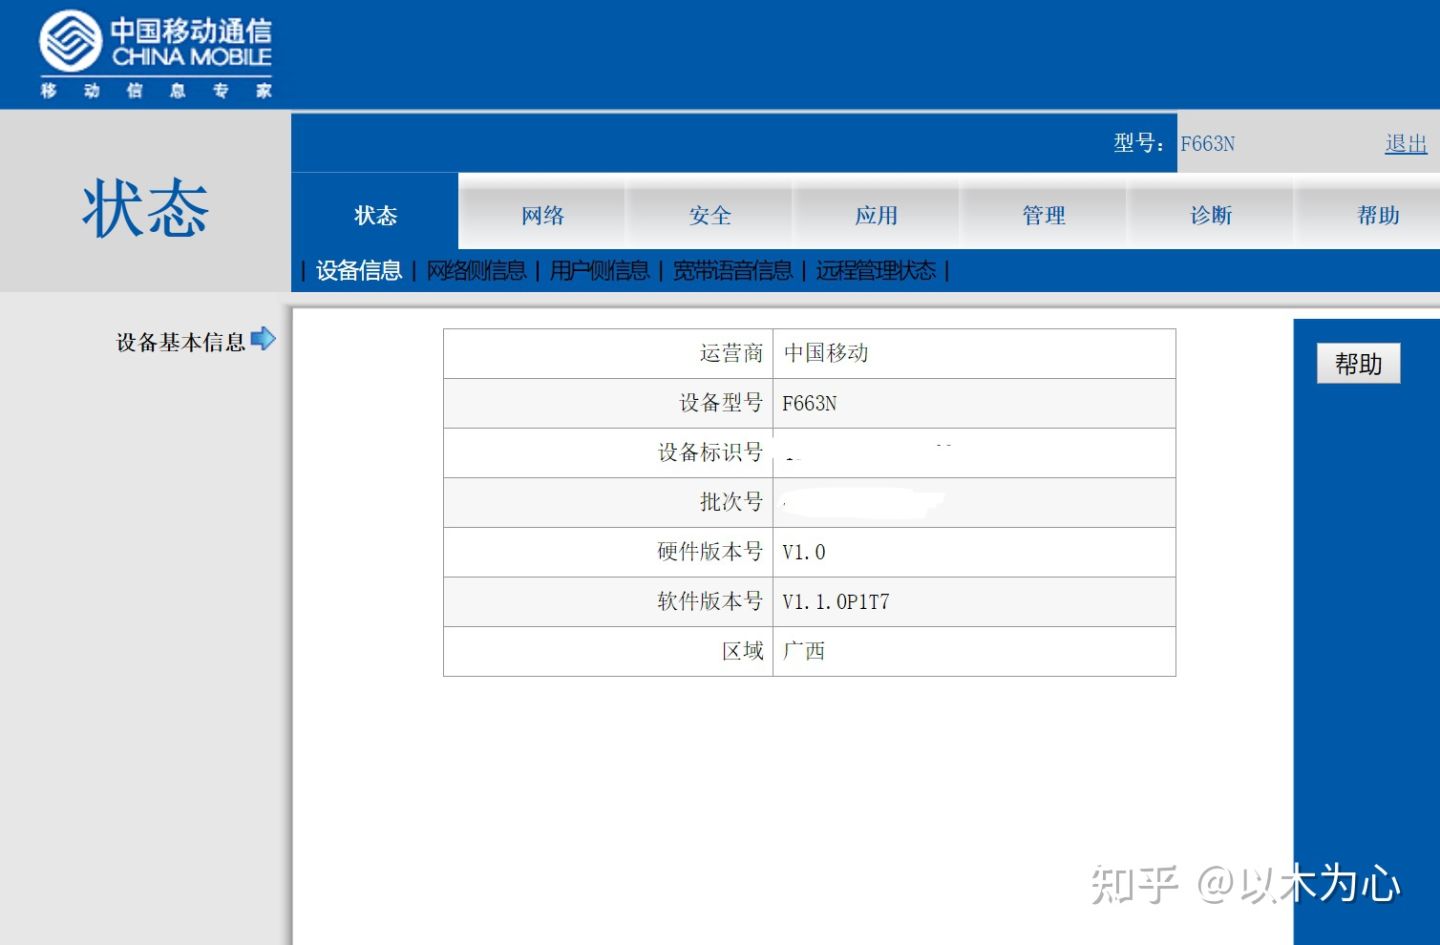 中国移动通信
CHINA MOBILE
移动信息专家
型号： F663N 退出
状态
状态 网络 安全 应用 管理 诊断 帮助
| 设备信息 | 网络侧信息 | 用户侧信息 | 宽带语音信息 | 远程管理状态 |
设备基本信息
运营商 中国移动
设备型号 F663N
设备标识号
批次号
硬件版本号 V1.0
软件版本号 V1.1.0P1T7
区域 广西
帮助
知乎 @以木为心